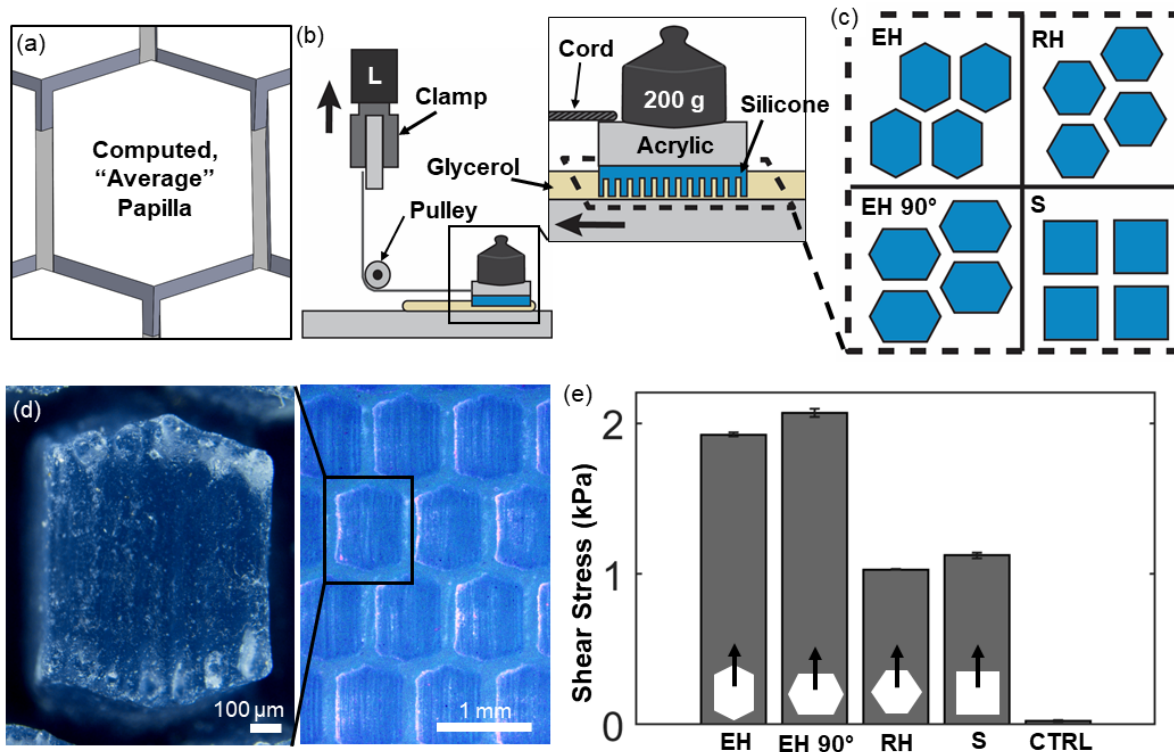 (a)
Computed,
“Average”
Papilla
(b)
L
Clamp
Pulley
Cord
200 g
Silicone
Acrylic
Glycerol
(c)
EH
RH
EH 90°
S
(d)
100 µm
1 mm
(e)
Shear Stress (kPa)
2
1
0
EH EH 90° RH S CTRL